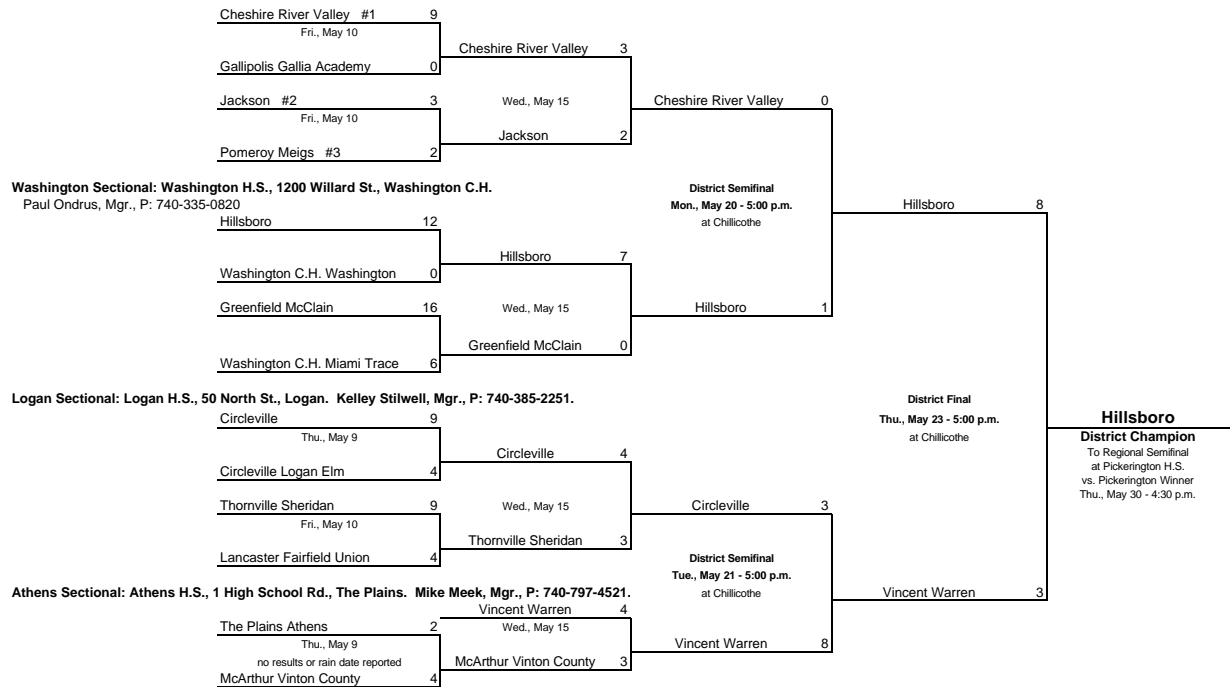 Cheshire River Valley #1 9
Fri., May 10
Cheshire River Valley 3
Gallipolis Gallia Academy 0
Jackson #2 3
Wed., May 15
Cheshire River Valley 0
Fri., May 10
Jackson 2
Pomeroy Meigs #3 2
Washington Sectional: Washington H.S., 1200 Willard St., Washington C.H.
Paul Ondrus, Mgr., P: 740-335-0820
District Semifinal
Mon., May 20 - 5:00 p.m.
at Chillicothe
Hillsboro 8
Hillsboro 12
Hillsboro 7
Washington C.H. Washington 0
Greenfield McClain 16
Wed., May 15
Hillsboro 1
Greenfield McClain 0
Washington C.H. Miami Trace 6
Logan Sectional: Logan H.S., 50 North St., Logan. Kelley Stilwell, Mgr., P: 740-385-2251.
District Final
Thu., May 23 - 5:00 p.m.
at Chillicothe
Hillsboro
District Champion
To Regional Semifinal
at Pickerington H.S.
vs. Pickerington Winner
Thu., May 30 - 4:30 p.m.
Circleville 9
Thu., May 9
Circleville 4
Circleville Logan Elm 4
Thornville Sheridan 9
Wed., May 15
Circleville 3
Fri., May 10
Thornville Sheridan 3
Lancaster Fairfield Union 4
District Semifinal
Tue., May 21 - 5:00 p.m.
at Chillicothe
Vincent Warren 3
Athens Sectional: Athens H.S., 1 High School Rd., The Plains. Mike Meek, Mgr., P: 740-797-4521.
Vincent Warren 4
The Plains Athens 2
Wed., May 15
Thu., May 9
Vincent Warren 8
no results or rain date reported
McArthur Vinton County 3
McArthur Vinton County 4